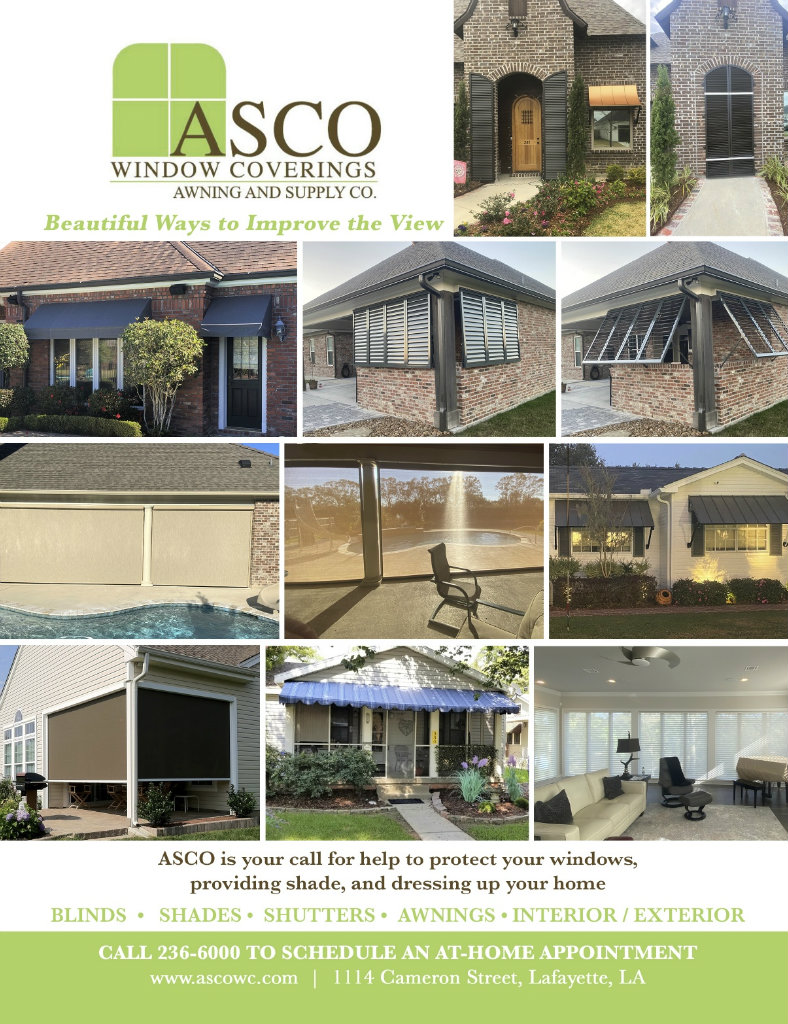 ASCO
WINDOW COVERINGS
AWNING AND SUPPLY CO.
Beautiful Ways to Improve the View
ASCO is your call for help to protect your windows,
providing shade, and dressing up your home
BLINDS • SHADES • SHUTTERS • AWNINGS • INTERIOR / EXTERIOR
CALL 236-6000 TO SCHEDULE AN AT-HOME APPOINTMENT
www.ascowc.com | 1114 Cameron Street, Lafayette, LA